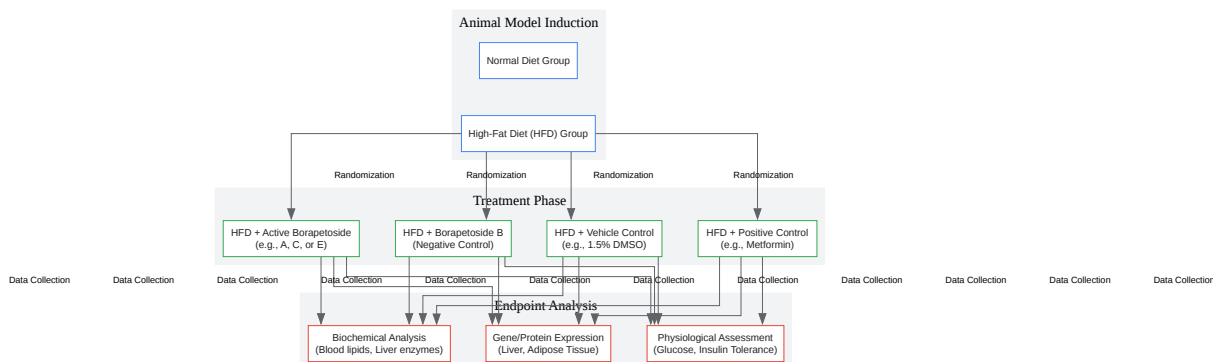 Animal Model Induction
Normal Diet Group
High-Fat Diet (HFD) Group
Randomization
Randomization
Randomization
Randomization
Treatment Phase
HFD + Active Borapetoside
(e.g., A, C, or E)
HFD + Borapetoside B
(Negative Control)
HFD + Vehicle Control
(e.g., 1.5% DMSO)
HFD + Positive Control
(e.g., Metformin)
Data Collection
Data Collection
Data Collection
Data Collection
Data Collection
Data Collection
Data Collection
Data Collection
Data Collection
Data Collection
Data Collection
Data Collection
Endpoint Analysis
Biochemical Analysis
(Blood lipids, Liver enzymes)
Gene/Protein Expression
(Liver, Adipose Tissue)
Physiological Assessment
(Glucose, Insulin Tolerance)